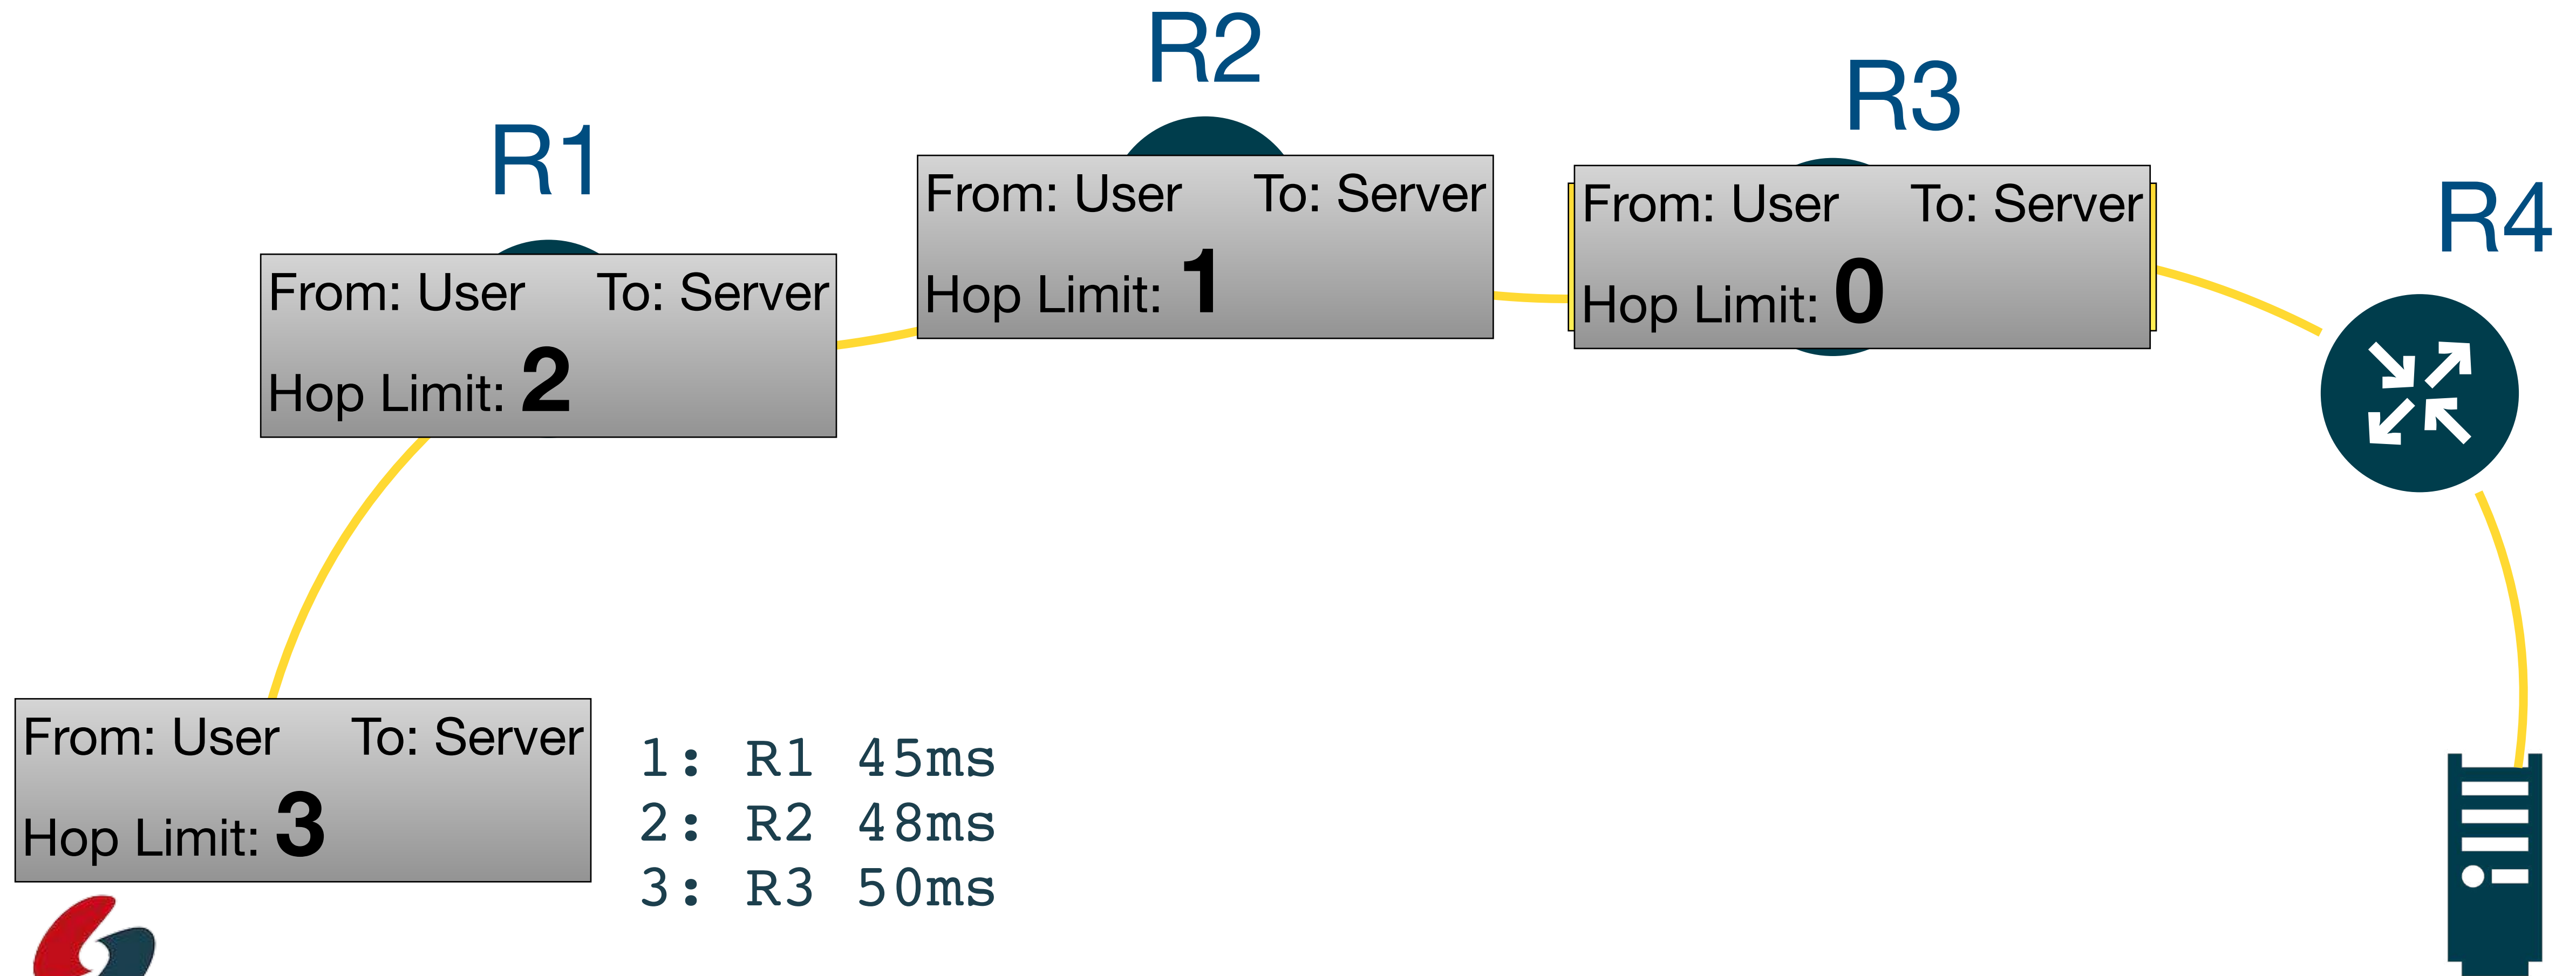 R1
R2
R3
R4
From: User To: Server
Hop Limit: 2
From: User To: Server
Hop Limit: 1
From: User To: Server
Hop Limit: 0
From: User To: Server
Hop Limit: 3
1: R1 45ms
2: R2 48ms
3: R3 50ms